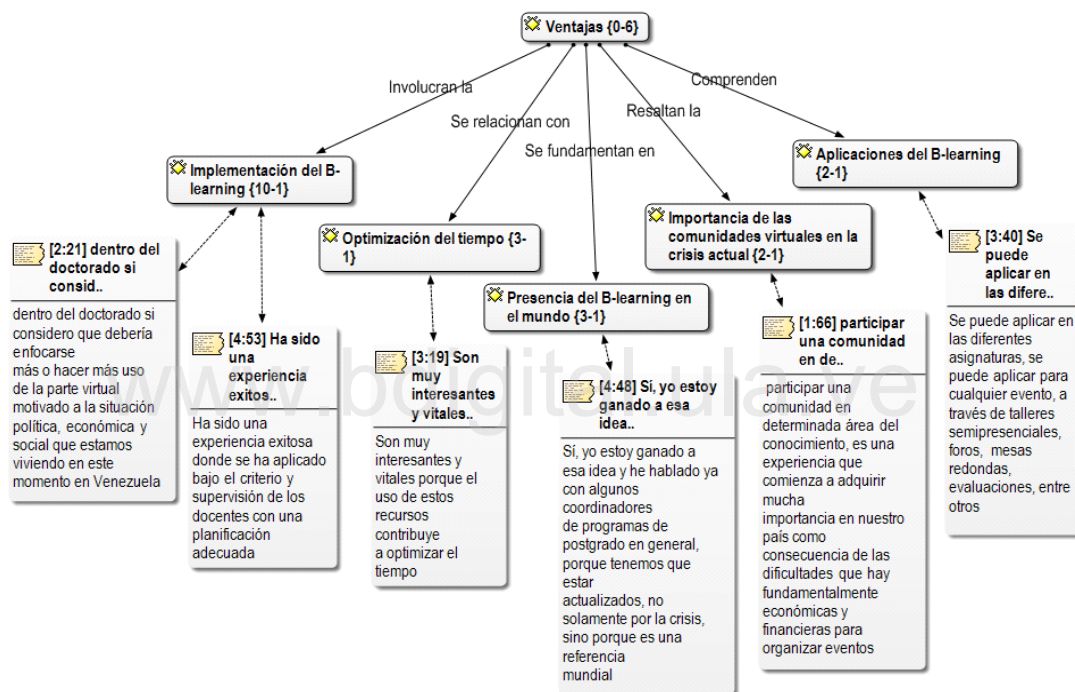 Ventajas {0-6}
Involucran la
Se relacionan con
Se fundamentan en
Resaltan la
Comprenden
Implementación del B-
learning {10-1}
Optimización del tiempo {3-
1}
Presencia del B-learning en
el mundo {3-1}
Importancia de las
comunidades virtuales en la
crisis actual {2-1}
Aplicaciones del B-learning
{2-1}
[2:21] dentro del
doctorado si
consid..
dentro del doctorado si
considero que debería
enfocarse
más o hacer más uso
de la parte virtual
motivado a la situación
política, económica y
social que estamos
viviendo en este
momento en Venezuela
[4:53] Ha sido
una
experiencia
exitos..
Ha sido una
experiencia exitosa
donde se ha aplicado
bajo el criterio y
supervisión de los
docentes con una
planificación
adecuada
[3:19] Son
muy
interesantes
y vitales..
Son muy
interesantes y
vitales porque el
uso de estos
recursos
contribuye
a optimizar el
tiempo
[4:48] Sí, yo estoy
ganado a esa
idea..
Sí, yo estoy ganado a
esa idea y he hablado ya
con algunos
coordinadores
de programas de
postgrado en general,
porque tenemos que
estar
actualizados, no
solamente por la crisis,
sino porque es una
referencia
mundial
[1:66] participar
una comunidad
en de..
participar una
comunidad en
determinada área del
conocimiento, es una
experiencia que
comienza a adquirir
mucha
importancia en nuestro
país como
consecuencia de las
dificultades que hay
fundamentalmente
económicas y
financieras para
organizar eventos
[3:40] Se
puede
aplicar en
las difere..
Se puede aplicar en
las diferentes
asignaturas, se
puede aplicar para
cualquier evento, a
través de talleres
semipresenciales,
foros, mesas
redondas,
evaluaciones, entre
otros
www.bdigital.ula.ve